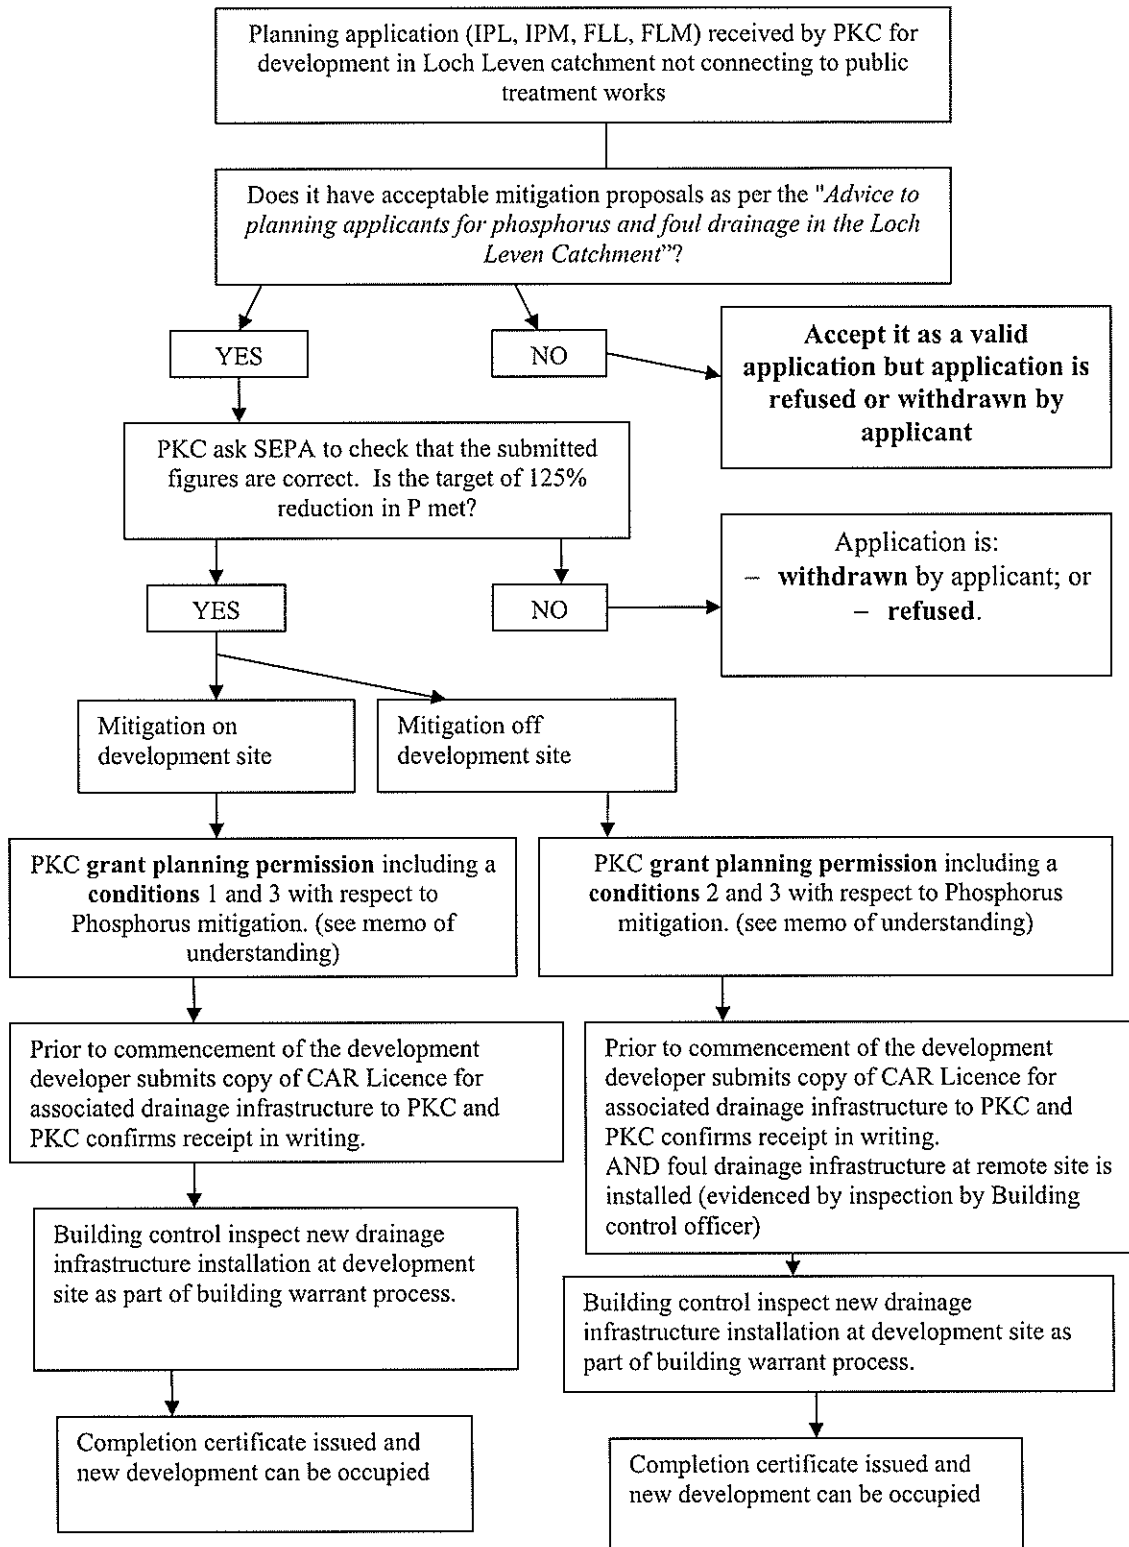 Planning application (IPL, IPM, FLL, FLM) received by PKC for
development in Loch Leven catchment not connecting to public
treatment works
Does it have acceptable mitigation proposals as per the "Advice to
planning applicants for phosphorus and foul drainage in the Loch
Leven Catchment"?
YES
NO
Accept it as a valid
application but application is
refused or withdrawn by
applicant
PKC ask SEPA to check that the submitted
figures are correct. Is the target of 125%
reduction in P met?
YES
NO
Application is:
– withdrawn by applicant; or
– refused.
Mitigation on
development site
Mitigation off
development site
PKC grant planning permission including a
conditions 1 and 3 with respect to
Phosphorus mitigation. (see memo of
understanding)
PKC grant planning permission including a
conditions 2 and 3 with respect to Phosphorus
mitigation. (see memo of understanding)
Prior to commencement of the development
developer submits copy of CAR Licence for
associated drainage infrastructure to PKC and
PKC confirms receipt in writing.
Prior to commencement of the development
developer submits copy of CAR Licence for
associated drainage infrastructure to PKC and
PKC confirms receipt in writing.
AND foul drainage infrastructure at remote site is
installed (evidenced by inspection by Building
control officer)
Building control inspect new drainage
infrastructure installation at development
site as part of building warrant process.
Building control inspect new drainage
infrastructure installation at development site as
part of building warrant process.
Completion certificate issued and
new development can be occupied
Completion certificate issued and
new development can be occupied